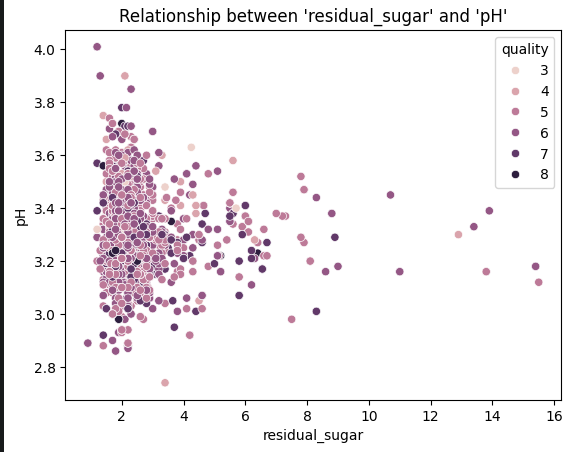 Relationship between 'residual_sugar' and 'pH'
quality
3
4
5
6
7
8
4.0
3.8
3.6
3.4
3.2
3.0
2.8
pH
2 4 6 8 10 12 14 16
residual_sugar